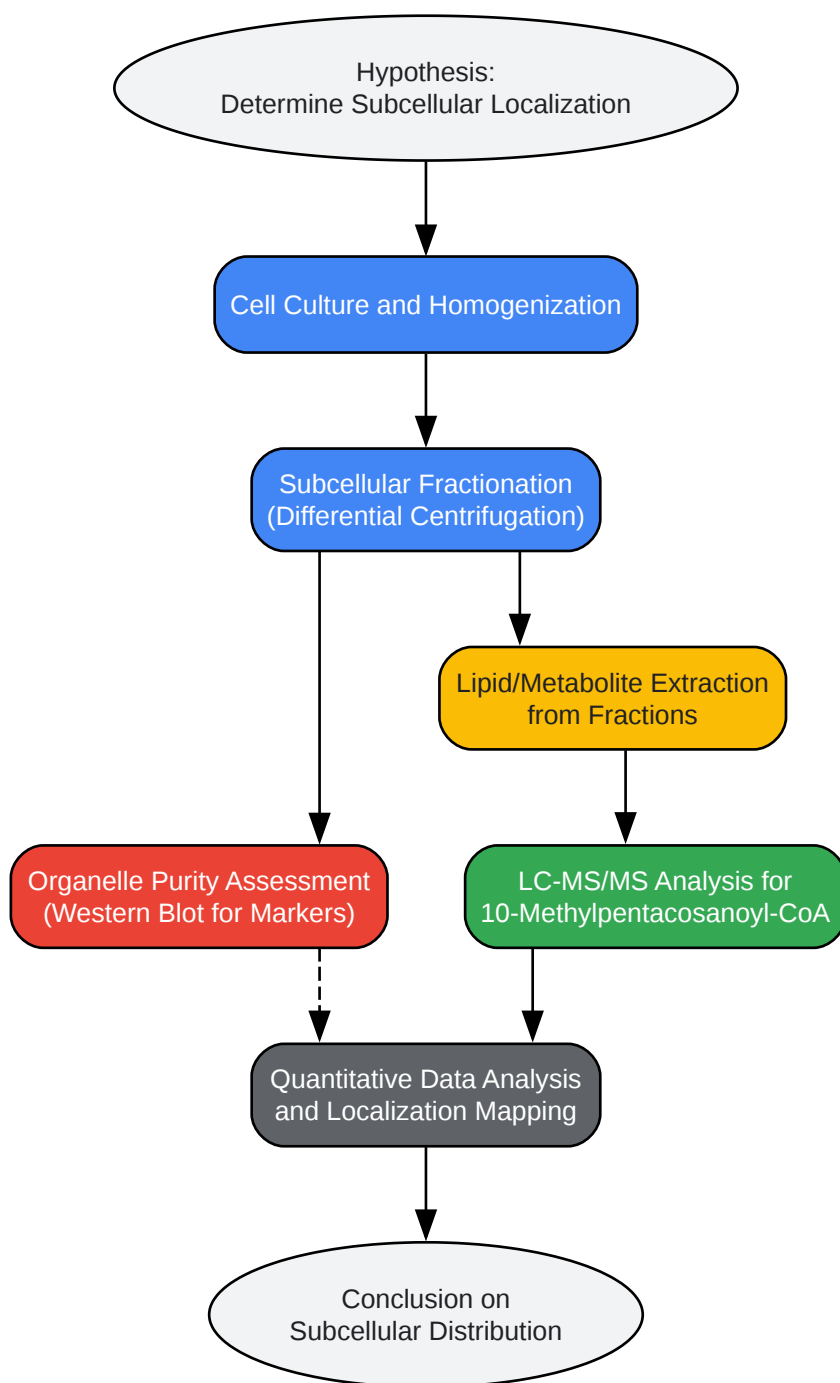 Hypothesis:
Determine Subcellular Localization
Cell Culture and Homogenization
Subcellular Fractionation
(Differential Centrifugation)
Lipid/Metabolite Extraction
from Fractions
Organelle Purity Assessment
(Western Blot for Markers)
LC-MS/MS Analysis for
10-Methylpentacosanoyl-CoA
Quantitative Data Analysis
and Localization Mapping
Conclusion on
Subcellular Distribution